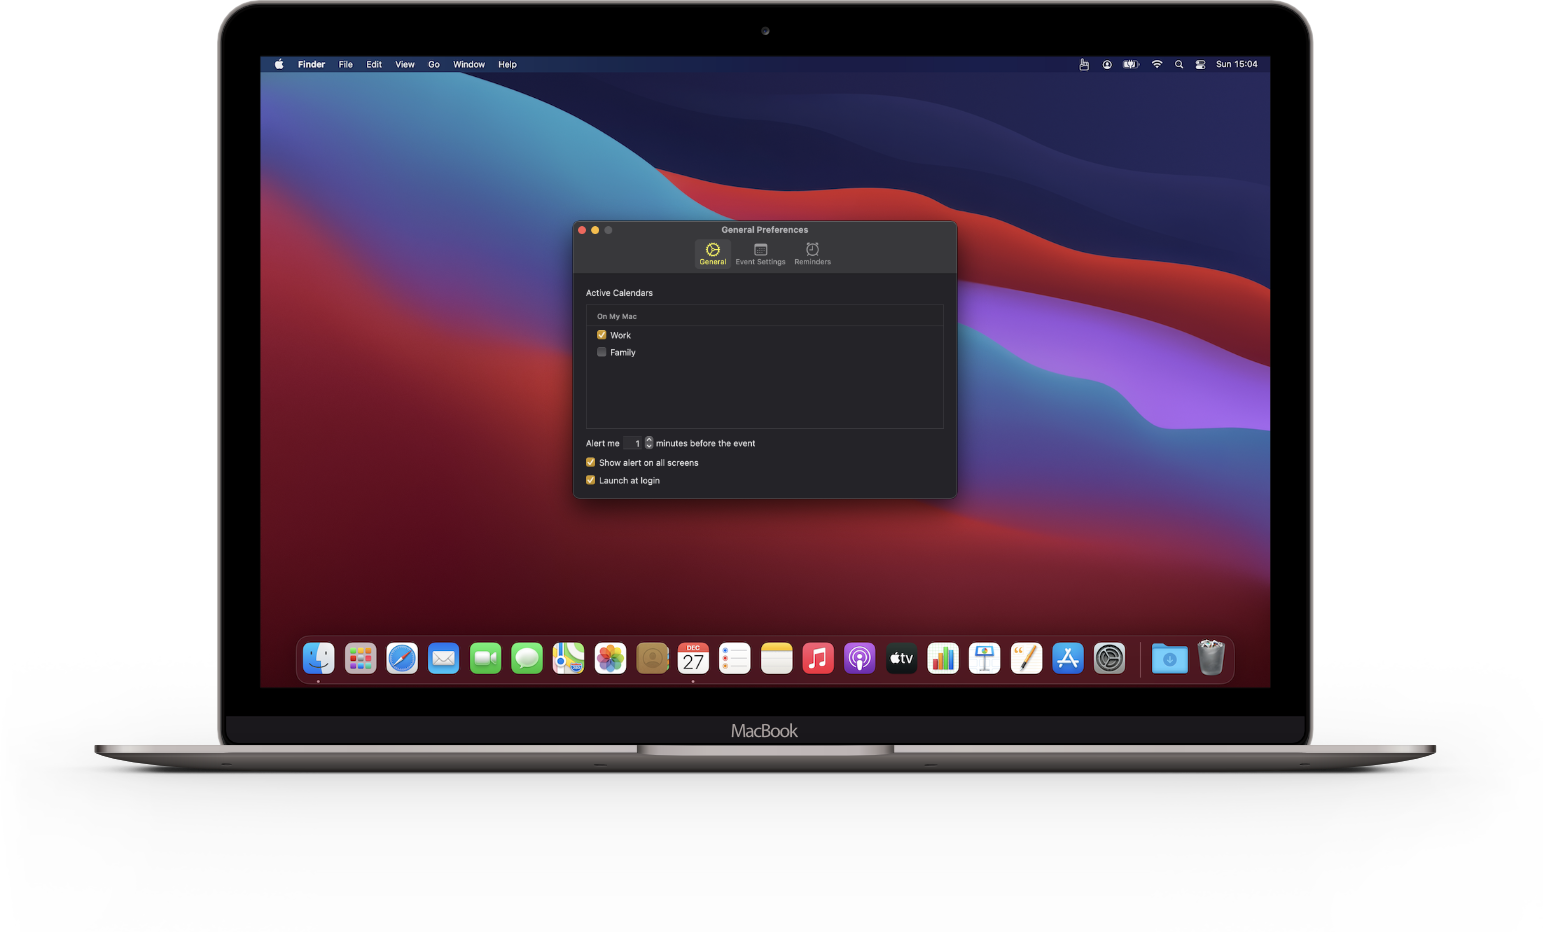 Finder File Edit View Go Window Help Sun 15:04
General Preferences
General Event Settings Reminders
Active Calendars
On My Mac
Work
Family
Alert me 1 minutes before the event
Show alert on all screens
Launch at login
DEC
27
tv
MacBook